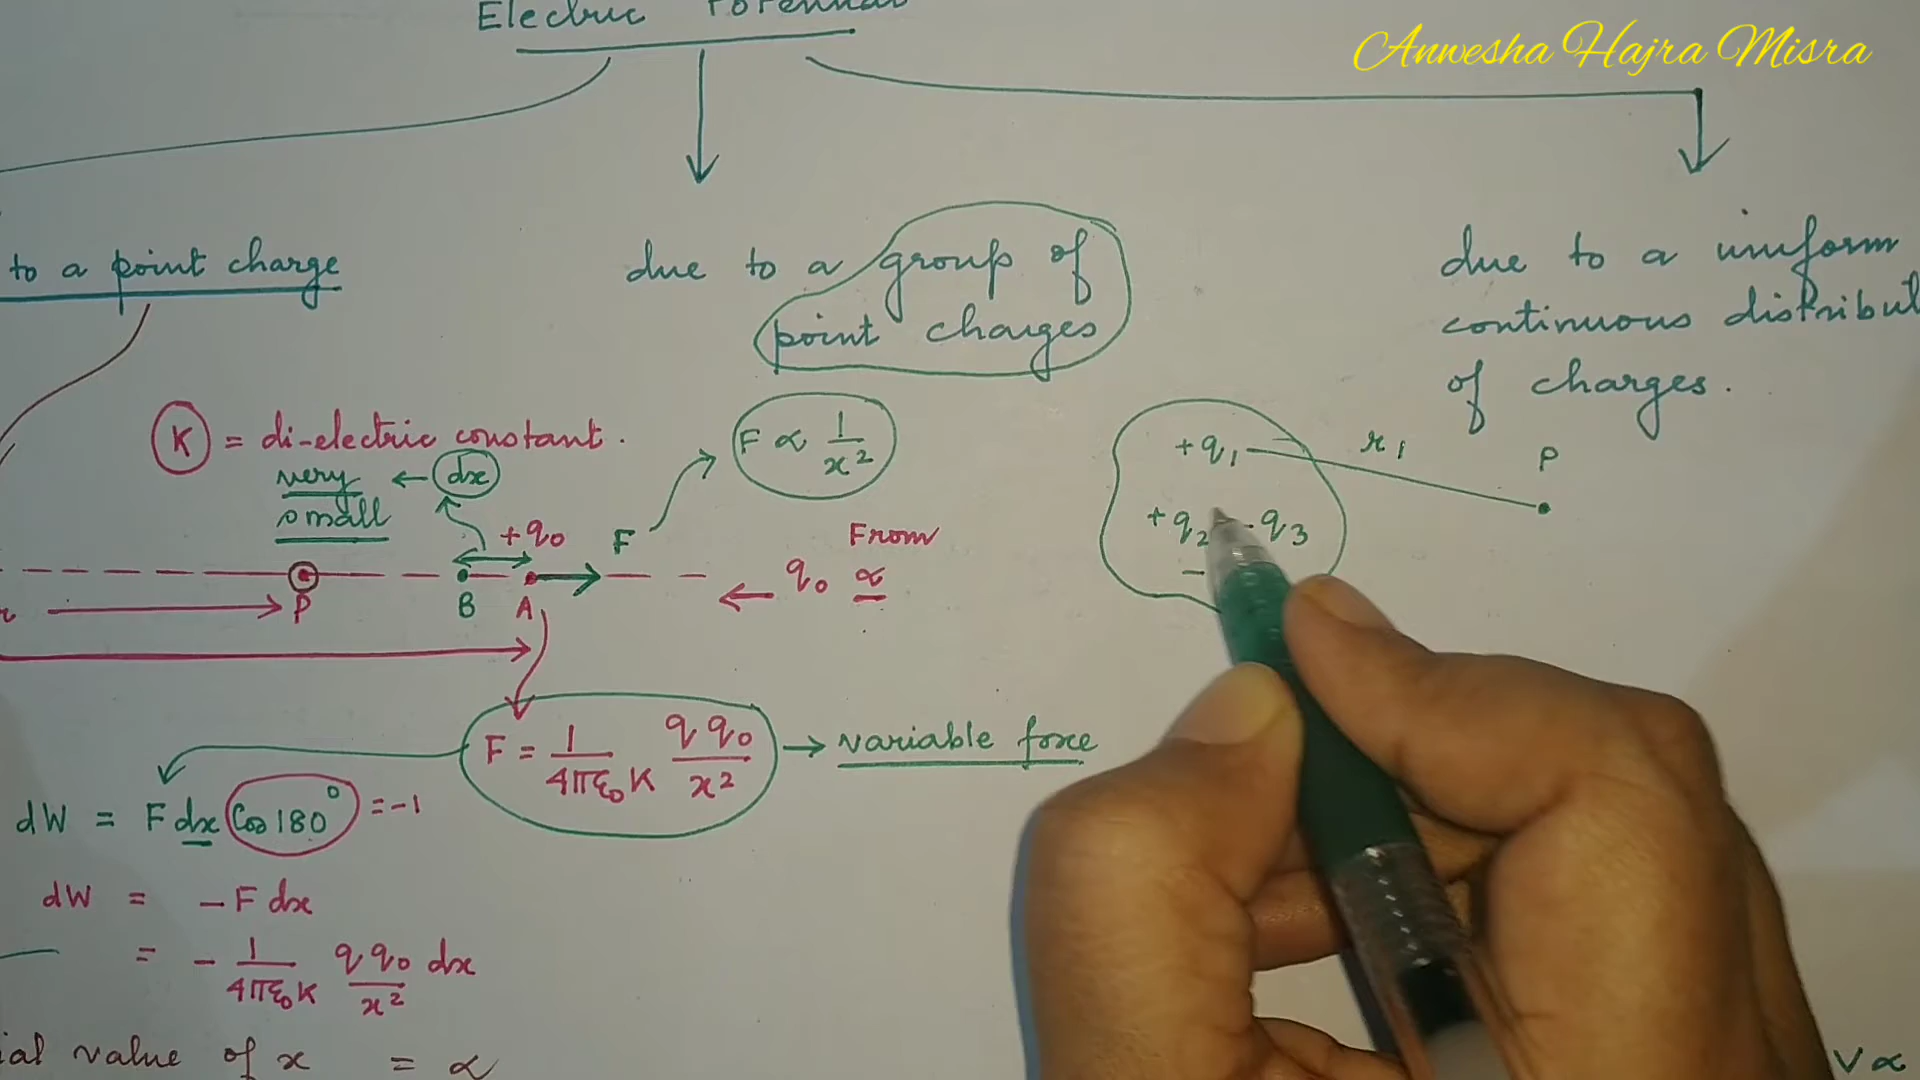 Anwesha Hajra Misra
Electric Potential
to a point charge
due to a group of
point charges
due to a uniform
continuous distribut
of charges.
K = di-electric constant.
very ← dx
small
F ∝ 1/x²
+q₀
F
From
q₀ ∝
P
B
A
+q₁
r₁
P
+q₂ -q₃
-
F = 1/4πε₀K qq₀/x² → variable force
dW = F dx Cos 180° = -1
dW = - F dx
= - 1/4πε₀K qq₀/x² dx
ial value of x = ∝
V ∝